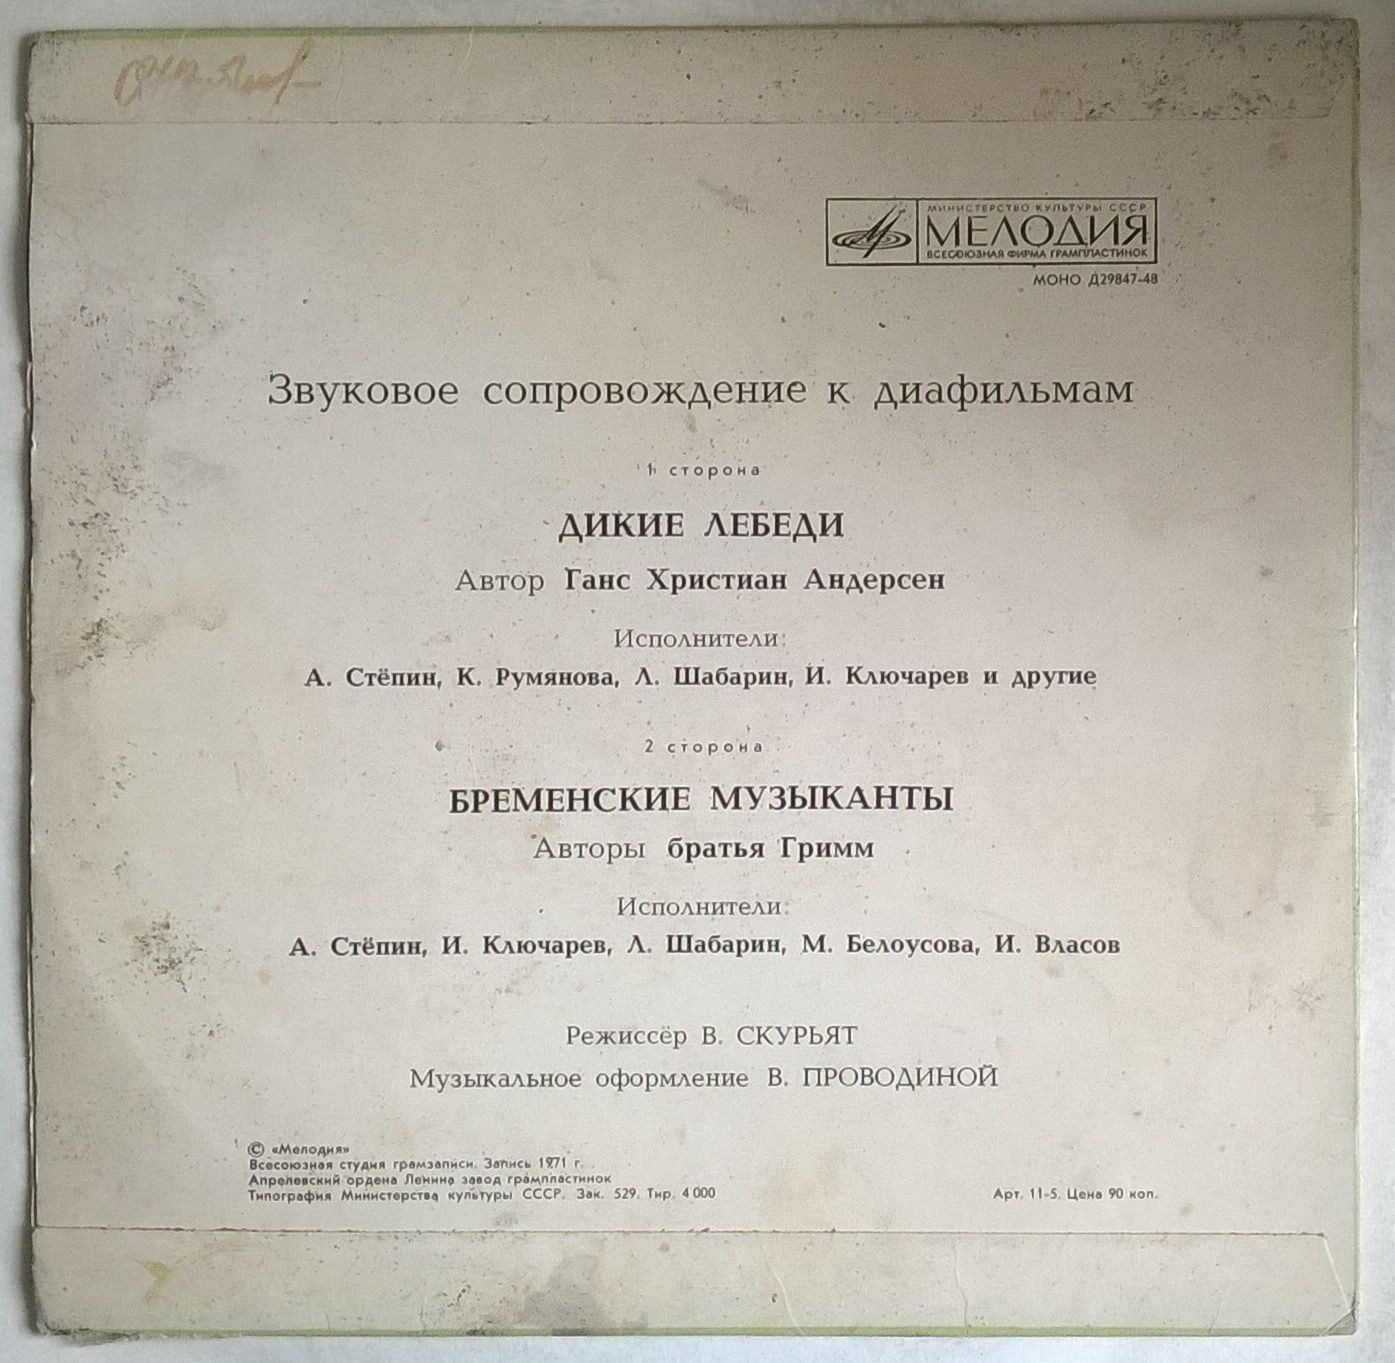 МИНИСТЕРСТВО КУЛЬТУРЫ СССР
МЕЛОДИЯ
ВСЕСОЮЗНАЯ ФИРМА ГРАМПЛАСТИНОК
МОНО Д29847-48
Звуковое сопровождение к диафильмам
1 сторона
ДИКИЕ ЛЕБЕДИ
Автор Ганс Христиан Андерсен
Исполнители:
А. Стёпин, К. Румянова, Л. Шабарин, И. Ключарев и другие
2 сторона
БРЕМЕНСКИЕ МУЗЫКАНТЫ
Авторы братья Гримм
Исполнители:
А. Стёпин, И. Ключарев, Л. Шабарин, М. Белоусова, И. Власов
Режиссёр В. СКУРЬЯТ
Музыкальное оформление В. ПРОВОДИНОЙ
© «Мелодия»
Всесоюзная студия грамзаписи. Запись 1971 г.
Апрелевский ордена Ленина завод грампластинок
Типография Министерства культуры СССР. Зак. 529. Тир. 4 000
Арт. 11-5. Цена 90 коп.